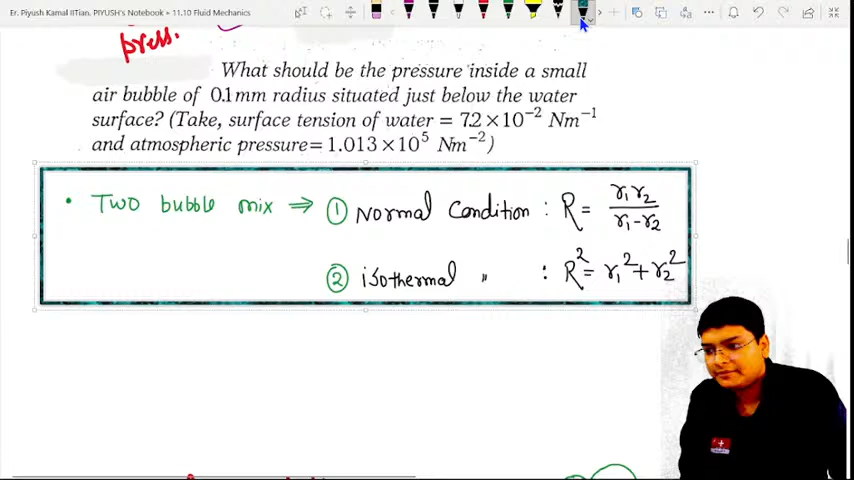 Er. Piyush Kamal IITian. PIYUSH's Notebook » 11.10 Fluid Mechanics
press.
What should be the pressure inside a small
air bubble of 0.1mm radius situated just below the water
surface? (Take, surface tension of water = 7.2×10⁻² Nm⁻¹
and atmospheric pressure= 1.013×10⁵ Nm⁻²)
• Two bubble mix ⇒ ① Normal Condition : R = r₁r₂/r₁-r₂
② isothermal " : R² = r₁² + r₂²